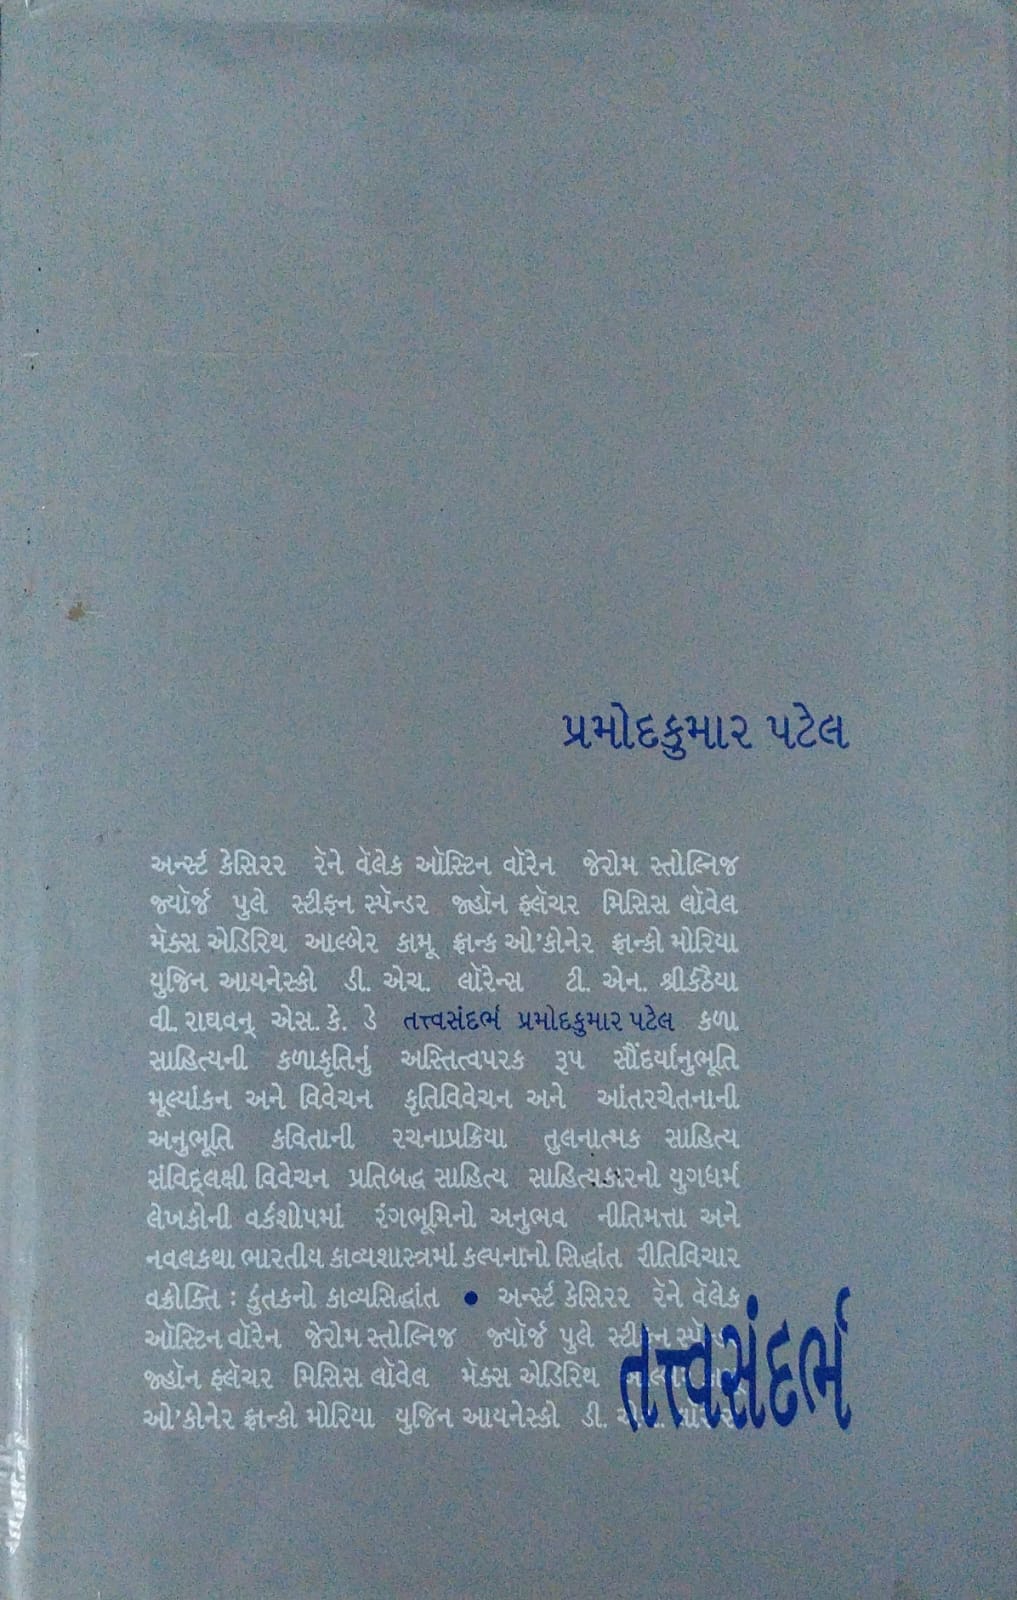 પ્રમોદકુમાર પટેલ
અર્ન્સ્ટ કેસિરર રૅને વૅલેક ઑસ્ટિન વૉરેન જેરોમ સ્તોલ્નિજ
જ્યૉર્જ પુલે સ્ટીફન સ્પૅન્ડર જ્હૉન ફ્લૅચર મિસિસ લૉવેલ
મૅક્સ એડિરિથ આલ્બેર કામૂ ફ્રાન્ક ઓ'કોનેર ફ્રાન્કો મોરિયા
યુજિન આયનેસ્કો ડી. એચ. લૉરેન્સ ટી. એન. શ્રીકંઠૈયા
વી. રાઘવન્ એસ. કે. ડે તત્ત્વસંદર્ભ પ્રમોદકુમાર પટેલ કળા
સાહિત્યની કળાકૃતિનું અસ્તિત્વપરક રૂપ સૌંદર્યાનુભૂતિ
મૂલ્યાંકન અને વિવેચન કૃતિવિવેચન અને આંતરચેતનાની
અનુભૂતિ કવિતાની રચનાપ્રક્રિયા તુલનાત્મક સાહિત્ય
સંવિદ્લક્ષી વિવેચન પ્રતિબદ્ધ સાહિત્ય સાહિત્યકારનો યુગધર્મ
લેખકોની વર્કશોપમાં રંગભૂમિનો અનુભવ નીતિમત્તા અને
નવલકથા ભારતીય કાવ્યશાસ્ત્રમાં કલ્પનાનો સિદ્ધાંત રીતિવિચાર
વક્રોક્તિ : કુંતકનો કાવ્યસિદ્ધાંત • અર્ન્સ્ટ કેસિરર રૅને વૅલેક
ઑસ્ટિન વૉરેન જેરોમ સ્તોલ્નિજ જ્યૉર્જ પુલે
જ્હૉન ફ્લૅચર મિસિસ લૉવેલ મૅક્સ એડિરિથ
ઓ'કોનેર ફ્રાન્કો મોરિયા યુજિન આયનેસ્કો ડી.
તત્ત્વસંદર્ભ